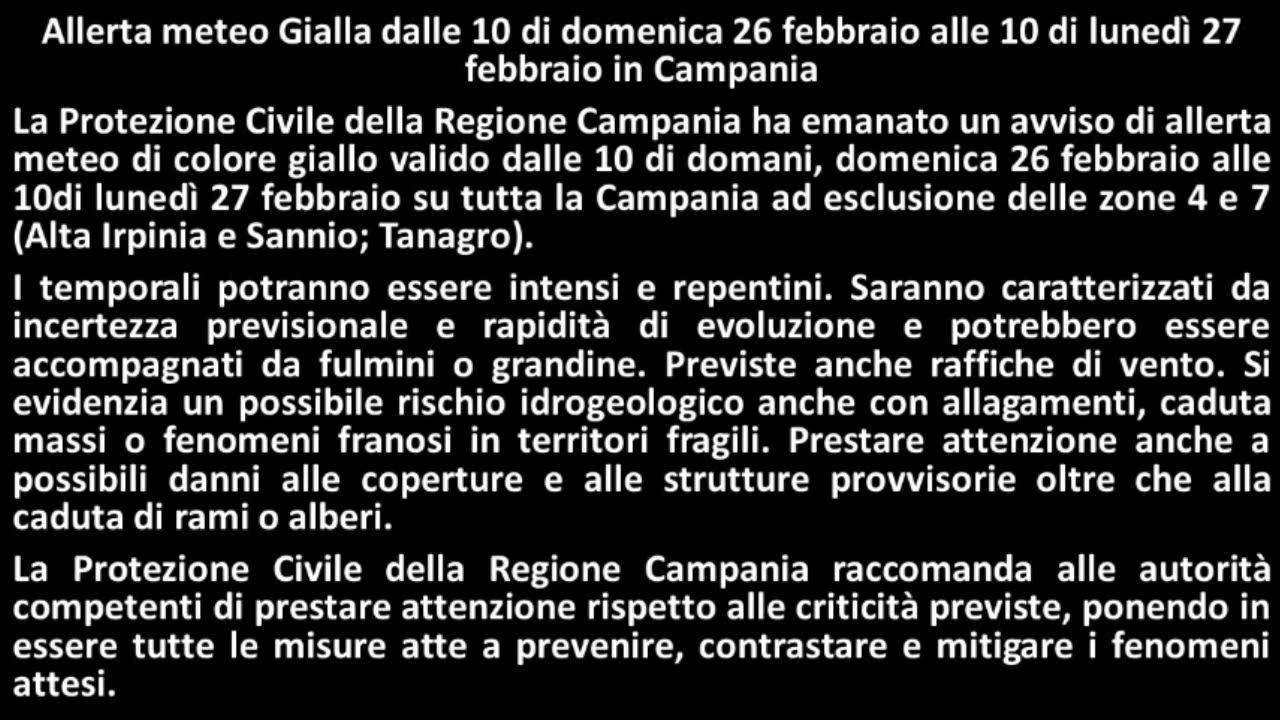 Allerta meteo Gialla dalle 10 di domenica 26 febbraio alle 10 di lunedì 27
febbraio in Campania
La Protezione Civile della Regione Campania ha emanato un avviso di allerta
meteo di colore giallo valido dalle 10 di domani, domenica 26 febbraio alle
10di lunedì 27 febbraio su tutta la Campania ad esclusione delle zone 4 e 7
(Alta Irpinia e Sannio; Tanagro).
I temporali potranno essere intensi e repentini. Saranno caratterizzati da
incertezza previsionale e rapidità di evoluzione e potrebbero essere
accompagnati da fulmini o grandine. Previste anche raffiche di vento. Si
evidenzia un possibile rischio idrogeologico anche con allagamenti, caduta
massi o fenomeni franosi in territori fragili. Prestare attenzione anche a
possibili danni alle coperture e alle strutture provvisorie oltre che alla
caduta di rami o alberi.
La Protezione Civile della Regione Campania raccomanda alle autorità
competenti di prestare attenzione rispetto alle criticità previste, ponendo in
essere tutte le misure atte a prevenire, contrastare e mitigare i fenomeni
attesi.